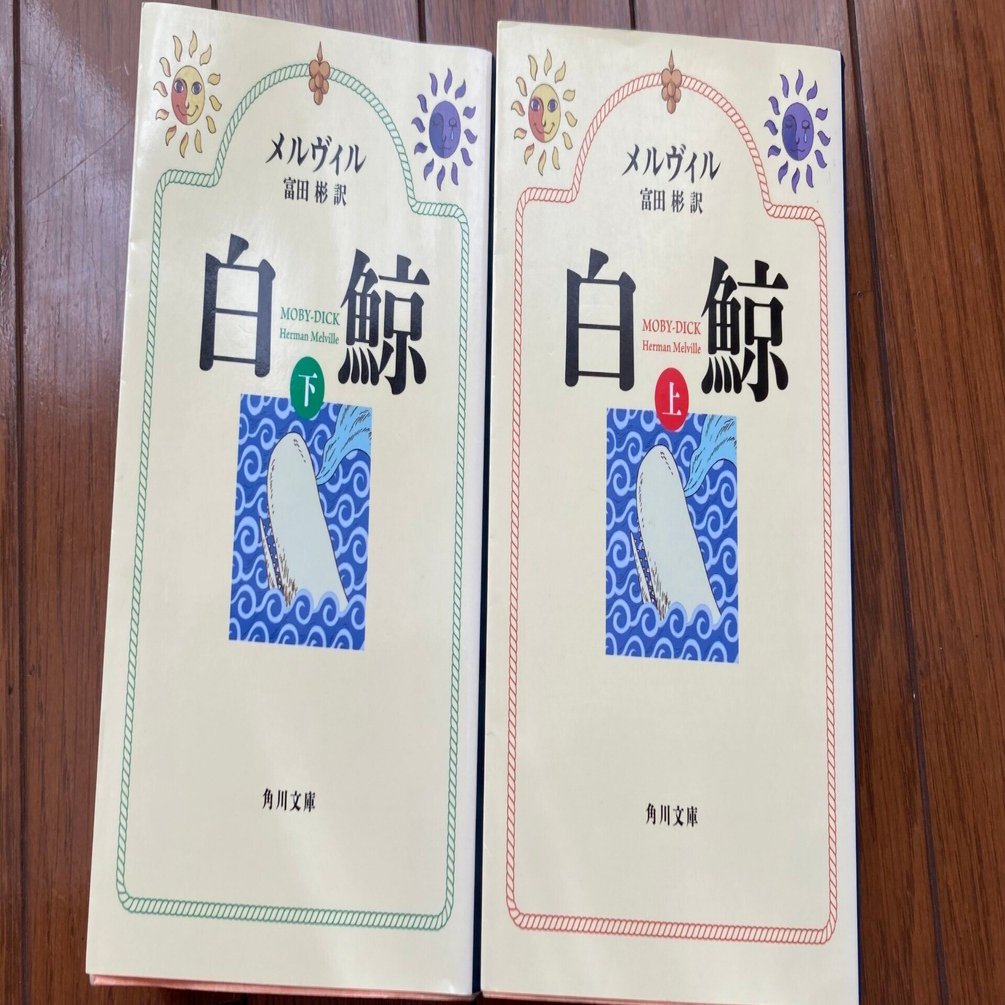 メルヴィル
富田 彬 訳
白鯨
MOBY-DICK
Herman Melville
下
角川文庫
メルヴィル
富田 彬 訳
白鯨
MOBY-DICK
Herman Melville
上
角川文庫